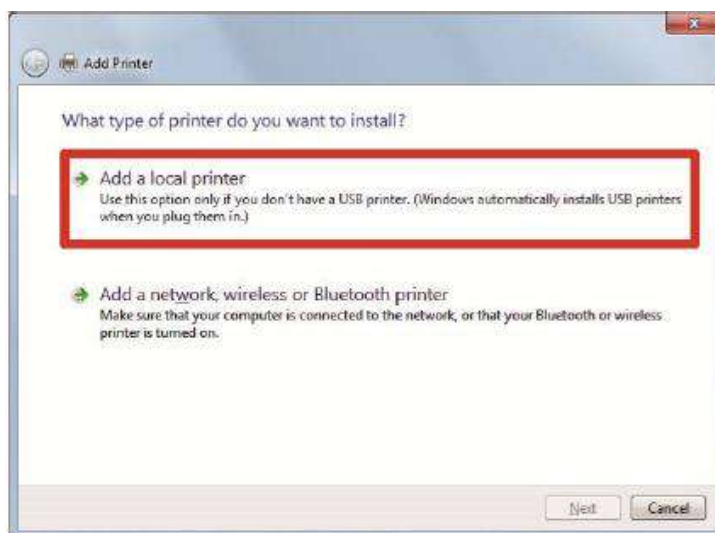 Add Printer
What type of printer do you want to install?
Add a local printer
Use this option only if you don't have a USB printer. (Windows automatically installs USB printers
when you plug them in.)
Add a network, wireless or Bluetooth printer
Make sure that your computer is connected to the network, or that your Bluetooth or wireless
printer is turned on.
Next
Cancel